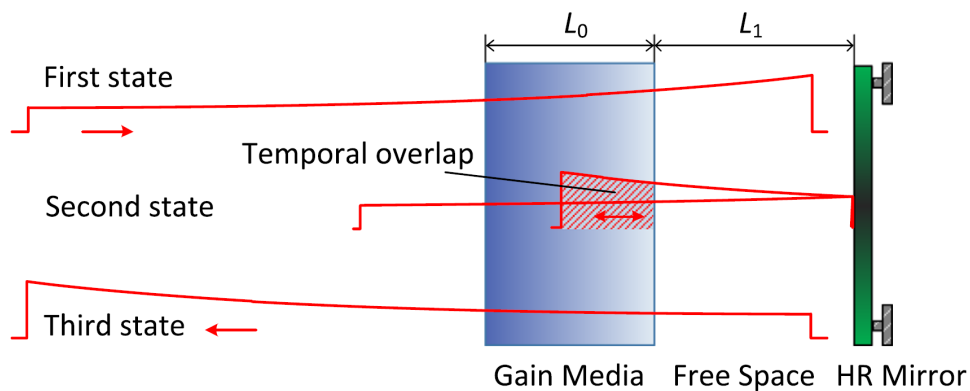 L₀
L₁
First state
Temporal overlap
Second state
Third state
Gain Media
Free Space
HR Mirror